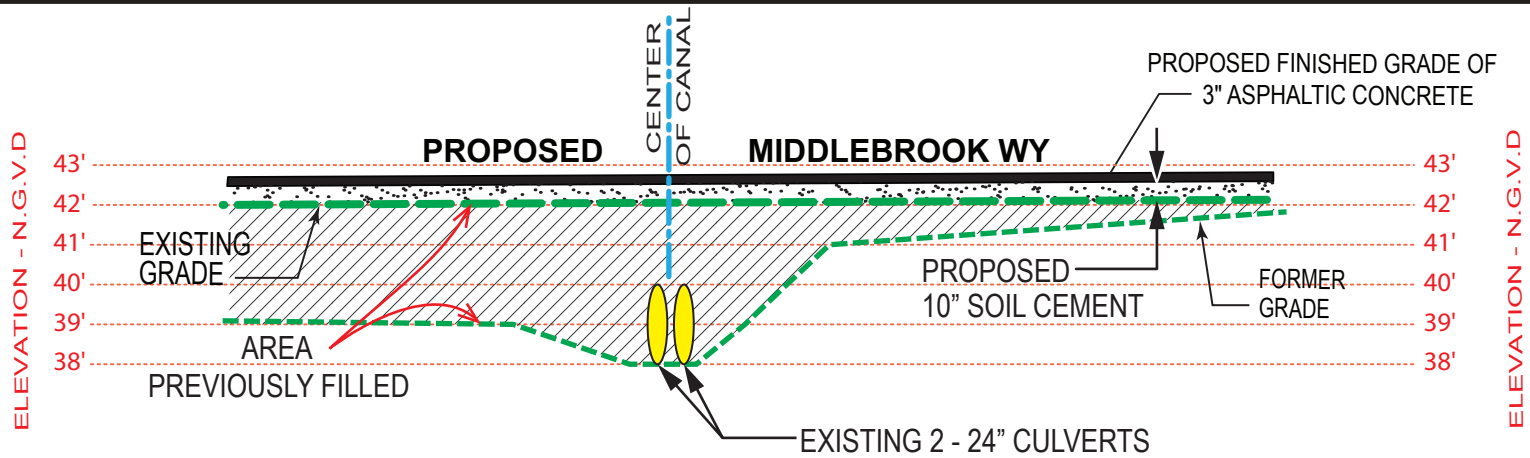 CENTER
OF CANAL
PROPOSED FINISHED GRADE OF
3" ASPHALTIC CONCRETE
PROPOSED MIDDLEBROOK WY
ELEVATION - N.G.V.D
43'
42'
41'
40'
39'
38'
EXISTING
GRADE
AREA
PREVIOUSLY FILLED
PROPOSED
10” SOIL CEMENT
FORMER
GRADE
EXISTING 2 - 24” CULVERTS
43'
42'
41'
40'
39'
38'
ELEVATION - N.G.V.D